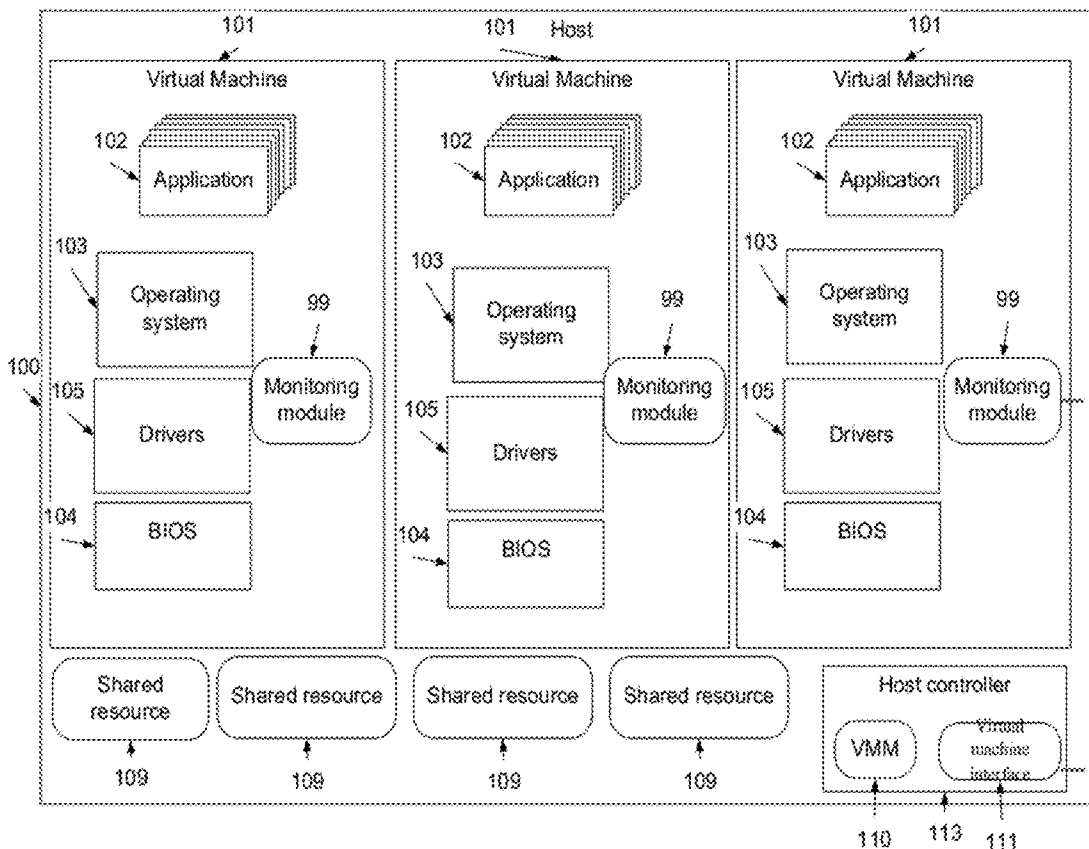 101
101
Host
101
Virtual Machine
Virtual Machine
Virtual Machine
102
Application
102
Application
102
Application
103
Operating
system
103
Operating
system
103
Operating
system
99
Monitoring
module
99
Monitoring
module
99
Monitoring
module
100
105
Drivers
105
Drivers
105
Drivers
104
BIOS
104
BIOS
104
BIOS
Shared
resource
Shared resource
Shared resource
Shared resource
109
109
109
109
Host controller
VMM
Virtual
machine
interface
110
113
111